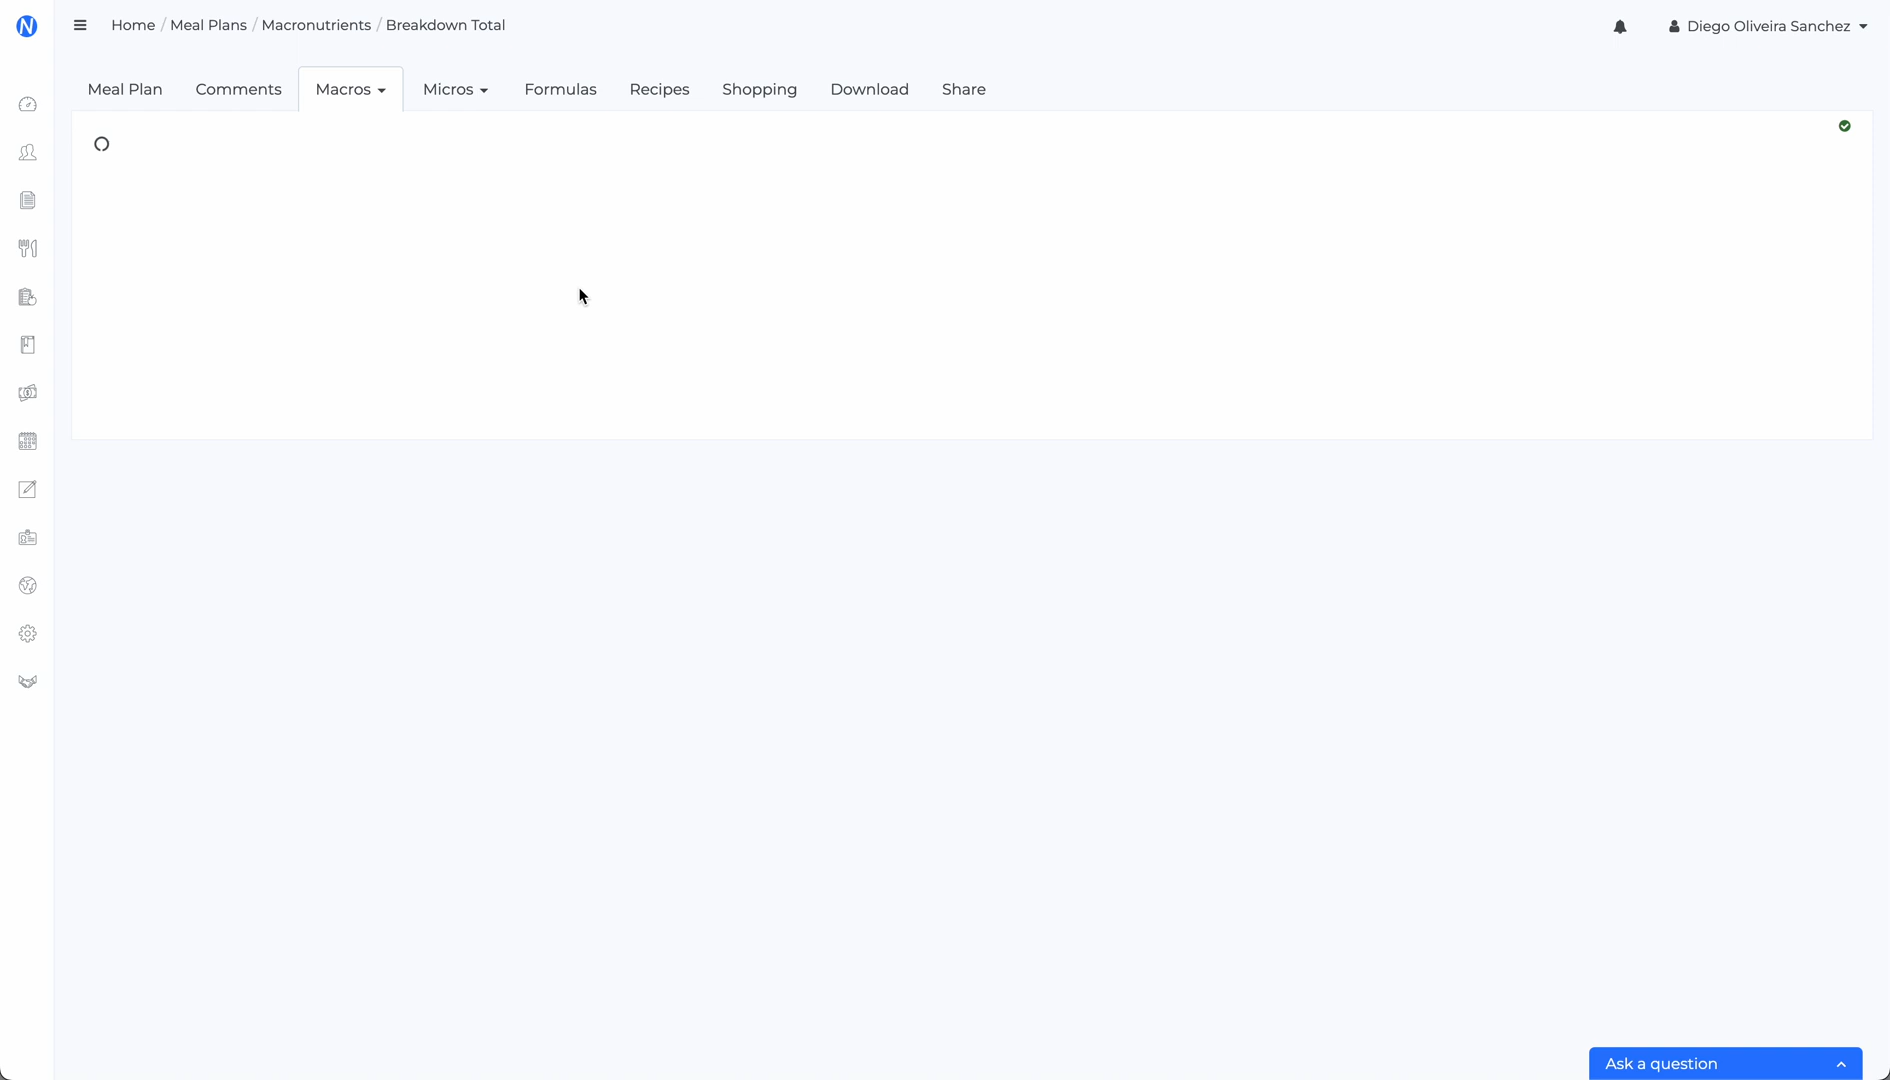 N
Home / Meal Plans / Macronutrients / Breakdown Total
Diego Oliveira Sanchez
Meal Plan Comments Macros Micros Formulas Recipes Shopping Download Share
Ask a question